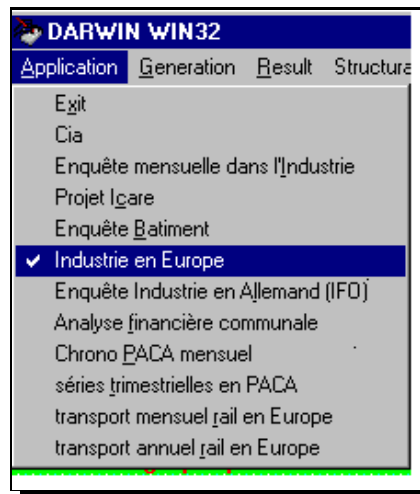 DARWIN WIN32
Application Generation Result Structura
Exit
Cia
Enquête mensuelle dans l'Industrie
Projet Icare
Enquête Batiment
Industrie en Europe
Enquête Industrie en Allemand (IFO)
Analyse financière communale
Chrono PACA mensuel
séries trimestrielles en PACA
transport mensuel rail en Europe
transport annuel rail en Europe